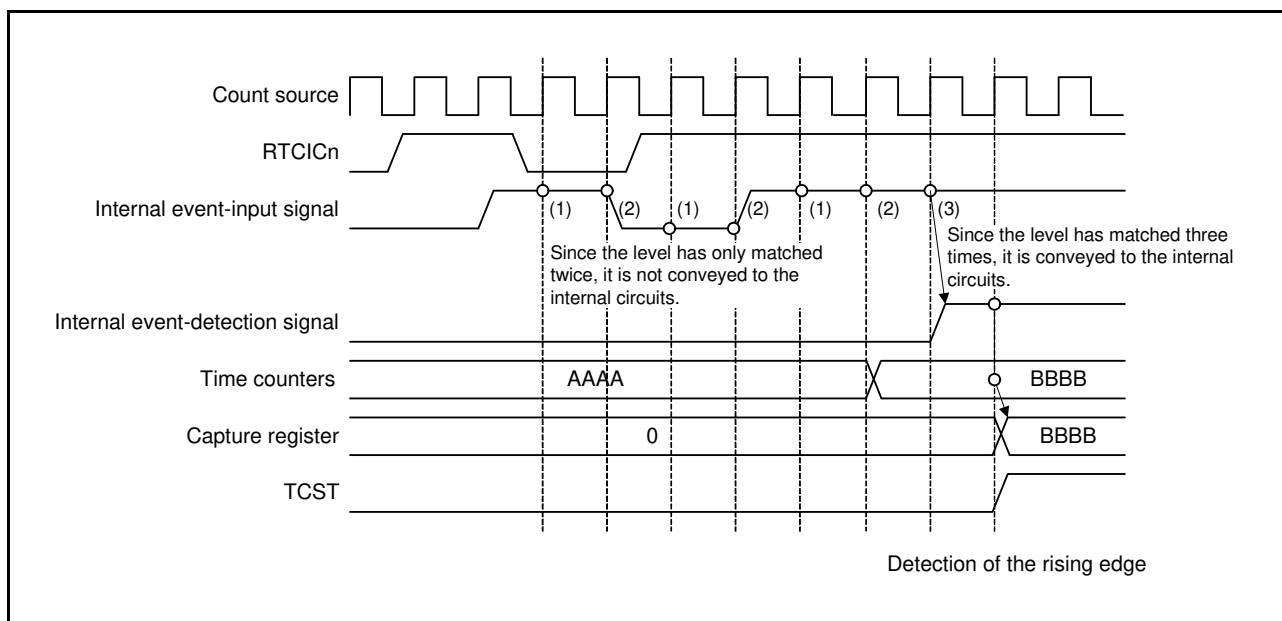 Count source
RTCICn
Internal event-input signal
(1) (2) (1) (2) (1) (2) (3)
Since the level has only matched
twice, it is not conveyed to the
internal circuits.
Since the level has matched three
times, it is conveyed to the internal
circuits.
Internal event-detection signal
Time counters AAAA BBBB
Capture register 0 BBBB
TCST
Detection of the rising edge